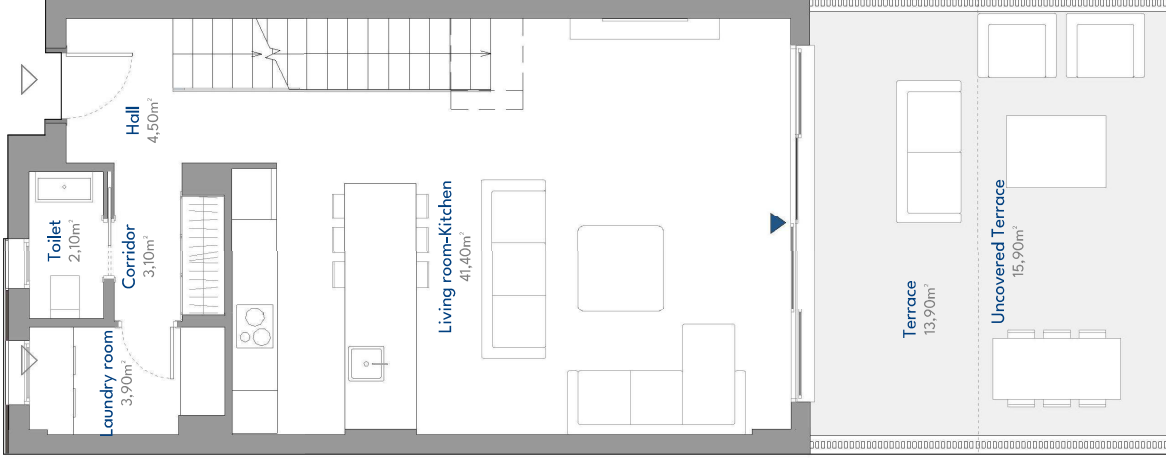 Hall
4,50m²
Toilet
2,10m²
Corridor
3,10m²
Laundry room
3,90m²
Living room-Kitchen
41,40m²
Terrace
13,90m²
Uncovered Terrace
15,90m²